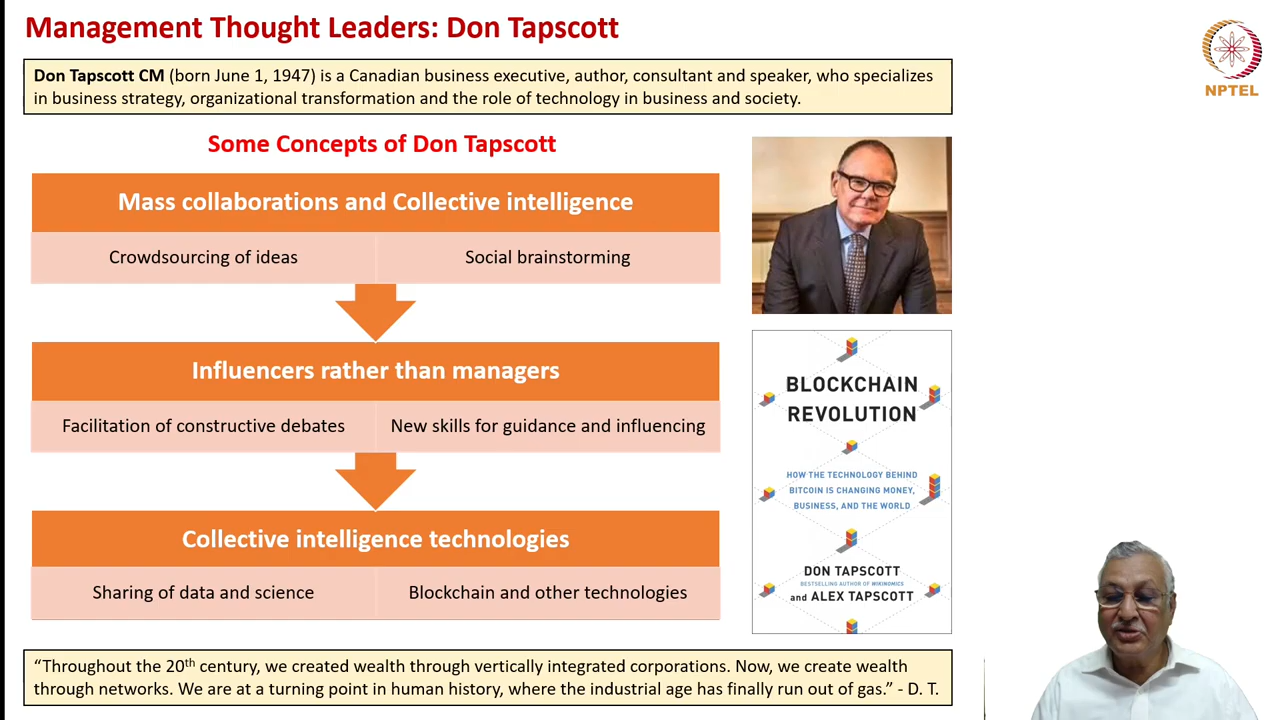 Management Thought Leaders: Don Tapscott
NPTEL
Don Tapscott CM (born June 1, 1947) is a Canadian business executive, author, consultant and speaker, who specializes
in business strategy, organizational transformation and the role of technology in business and society.
Some Concepts of Don Tapscott
Mass collaborations and Collective intelligence
Crowdsourcing of ideas
Social brainstorming
Influencers rather than managers
Facilitation of constructive debates
New skills for guidance and influencing
Collective intelligence technologies
Sharing of data and science
Blockchain and other technologies
BLOCKCHAIN
REVOLUTION
HOW THE TECHNOLOGY BEHIND
BITCOIN IS CHANGING MONEY,
BUSINESS, AND THE WORLD
DON TAPSCOTT
BESTSELLING AUTHOR OF WIKINOMICS
and ALEX TAPSCOTT
“Throughout the 20th century, we created wealth through vertically integrated corporations. Now, we create wealth
through networks. We are at a turning point in human history, where the industrial age has finally run out of gas.” - D. T.